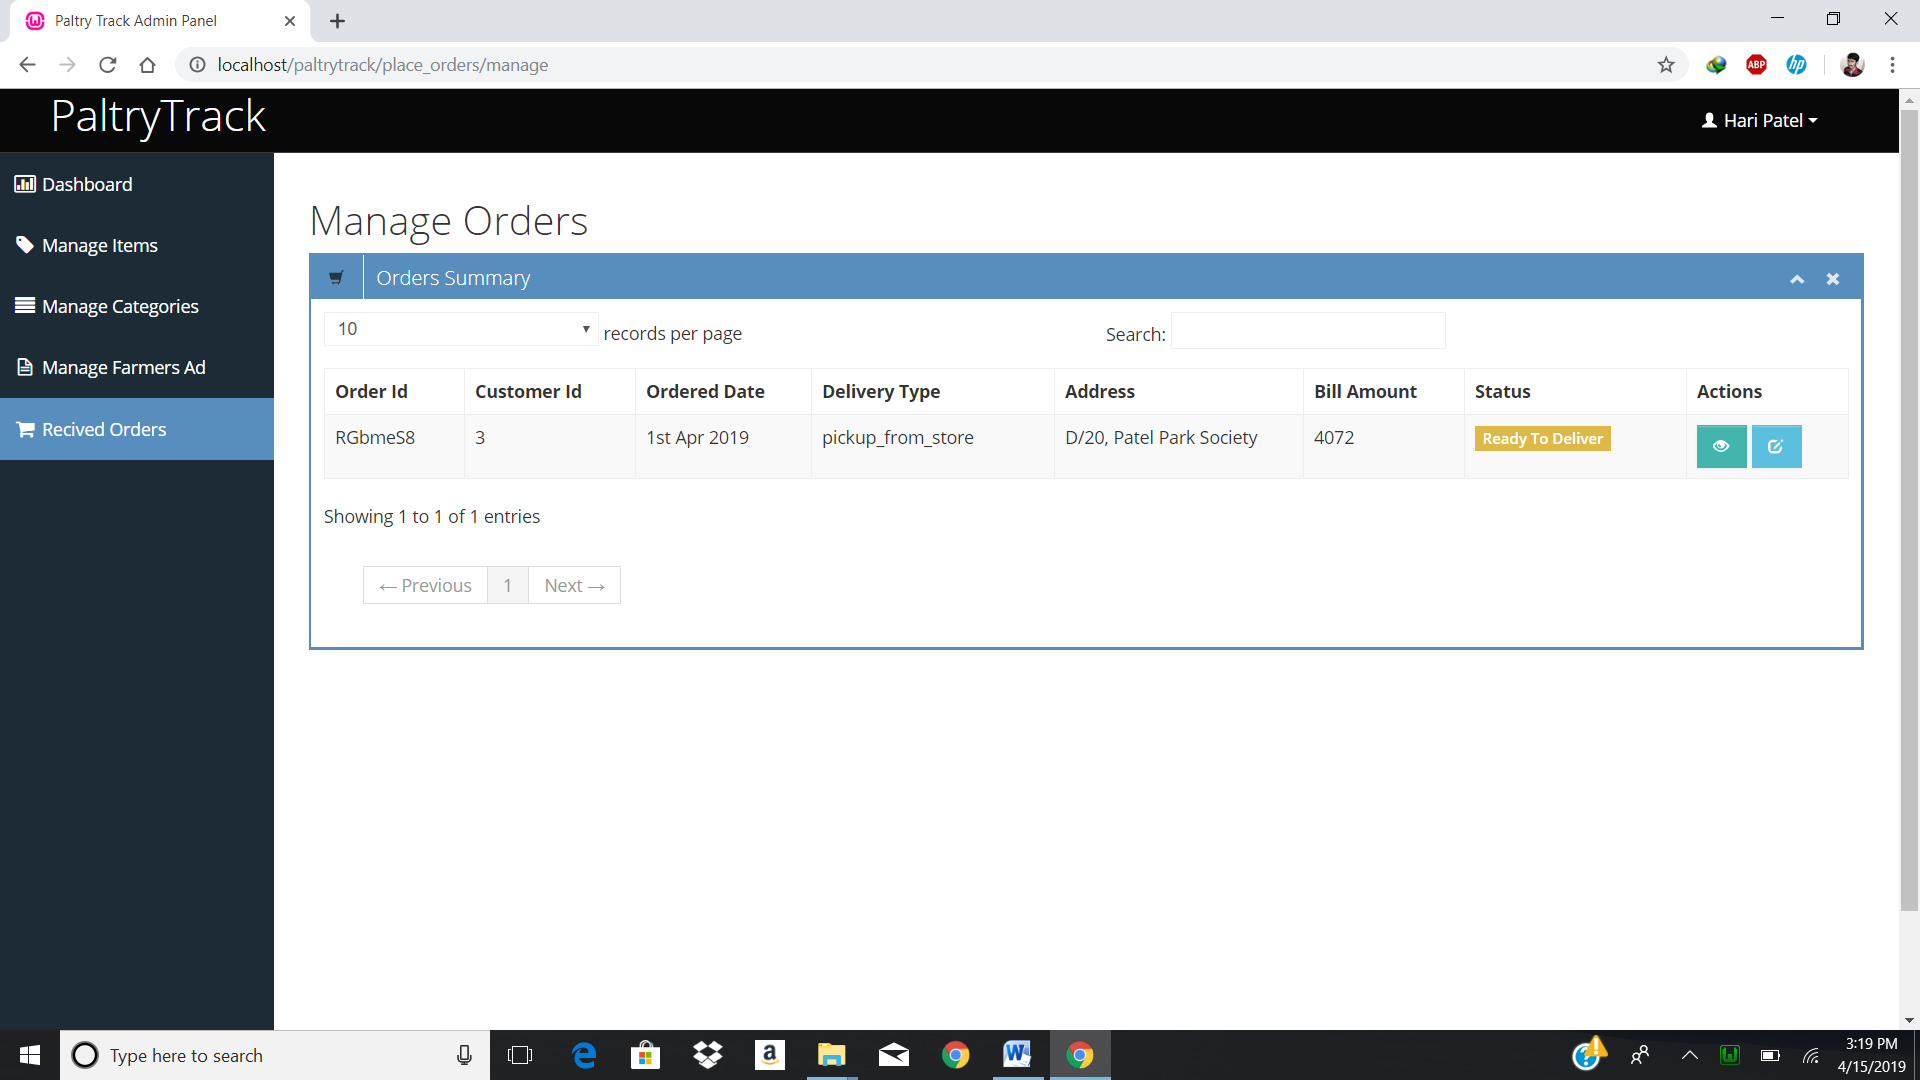 Paltry Track Admin Panel
localhost/paltrytrack/place_orders/manage
ABP
hp
PaltryTrack
Hari Patel
Dashboard
Manage Items
Manage Categories
Manage Farmers Ad
Recived Orders
Manage Orders
Orders Summary
10 records per page
Search:
Order Id Customer Id Ordered Date Delivery Type Address Bill Amount Status Actions
RGbmeS8 3 1st Apr 2019 pickup_from_store D/20, Patel Park Society 4072 Ready To Deliver
Showing 1 to 1 of 1 entries
← Previous 1 Next →
Type here to search
3:19 PM
4/15/2019